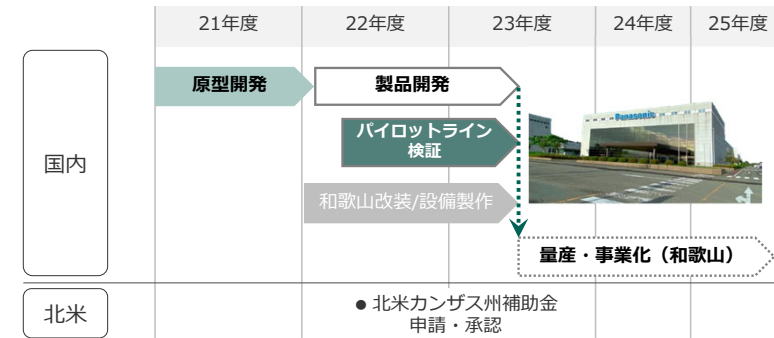 21年度
22年度
23年度
24年度
25年度
国内
原型開発
製品開発
パイロットライン
検証
和歌山改装/設備製作
Panasonic
量産・事業化（和歌山）
北米
●北米カンザス州補助金
申請・承認